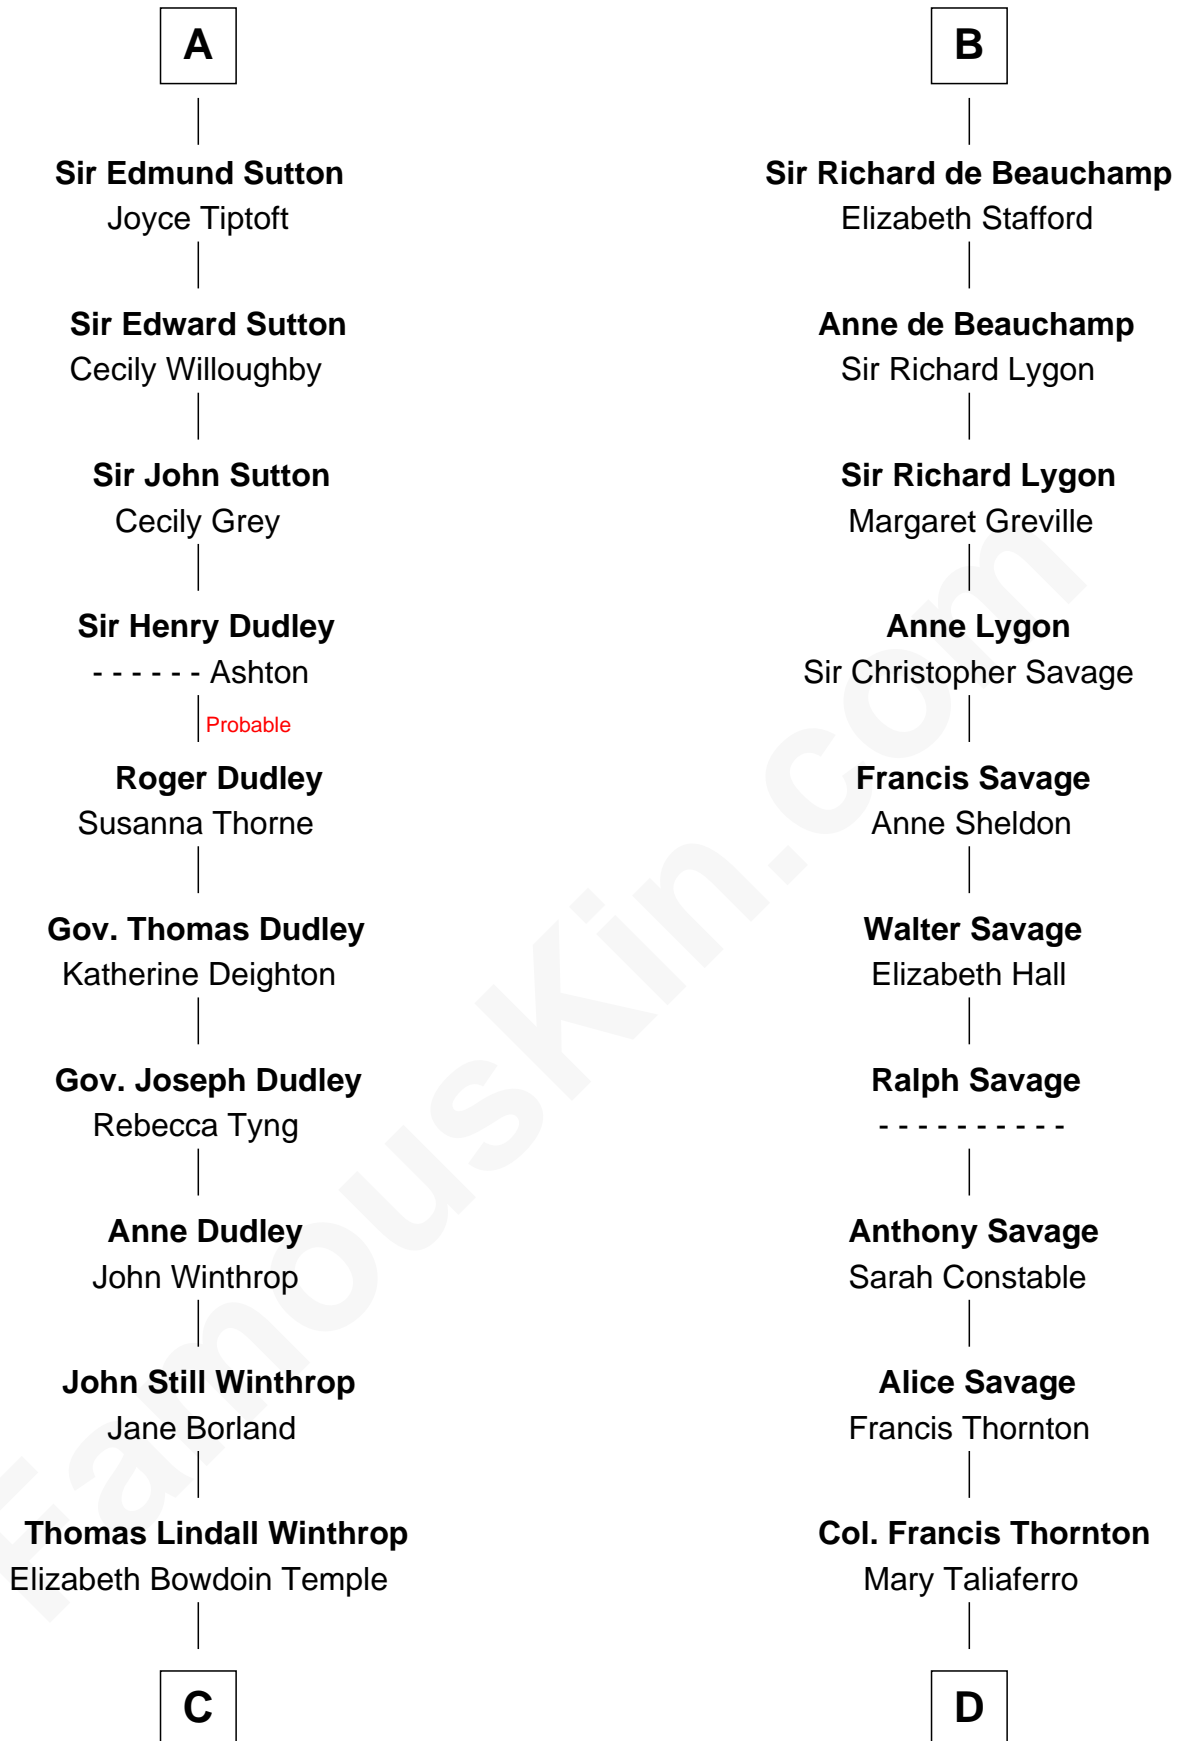 A
Sir Edmund Sutton
Joyce Tiptoft
Sir Edward Sutton
Cecily Willoughby
Sir John Sutton
Cecily Grey
Sir Henry Dudley
- - - - - - Ashton
Probable
Roger Dudley
Susanna Thorne
Gov. Thomas Dudley
Katherine Deighton
Gov. Joseph Dudley
Rebecca Tyng
Anne Dudley
John Winthrop
John Still Winthrop
Jane Borland
Thomas Lindall Winthrop
Elizabeth Bowdoin Temple
C
B
Sir Richard de Beauchamp
Elizabeth Stafford
Anne de Beauchamp
Sir Richard Lygon
Sir Richard Lygon
Margaret Greville
Anne Lygon
Sir Christopher Savage
Francis Savage
Anne Sheldon
Walter Savage
Elizabeth Hall
Ralph Savage
- - - - - - - - - -
Anthony Savage
Sarah Constable
Alice Savage
Francis Thornton
Col. Francis Thornton
Mary Taliaferro
D
FamousKin.com